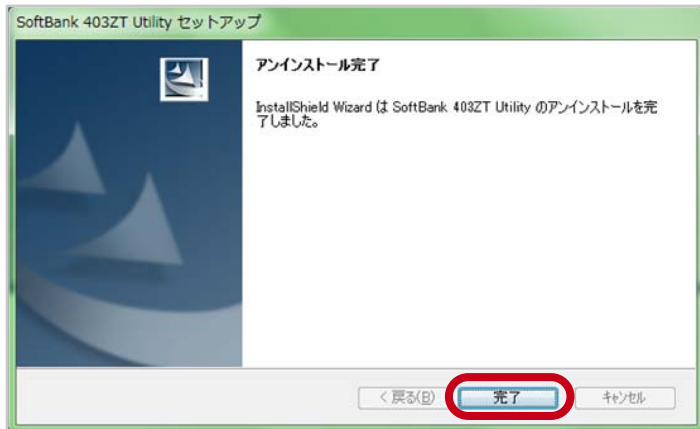 SoftBank 403ZT Utility セットアップ
アンインストール完了
InstallShield Wizard は SoftBank 403ZT Utility のアンインストールを完
了しました。
< 戻る(B) 完了 キャンセル